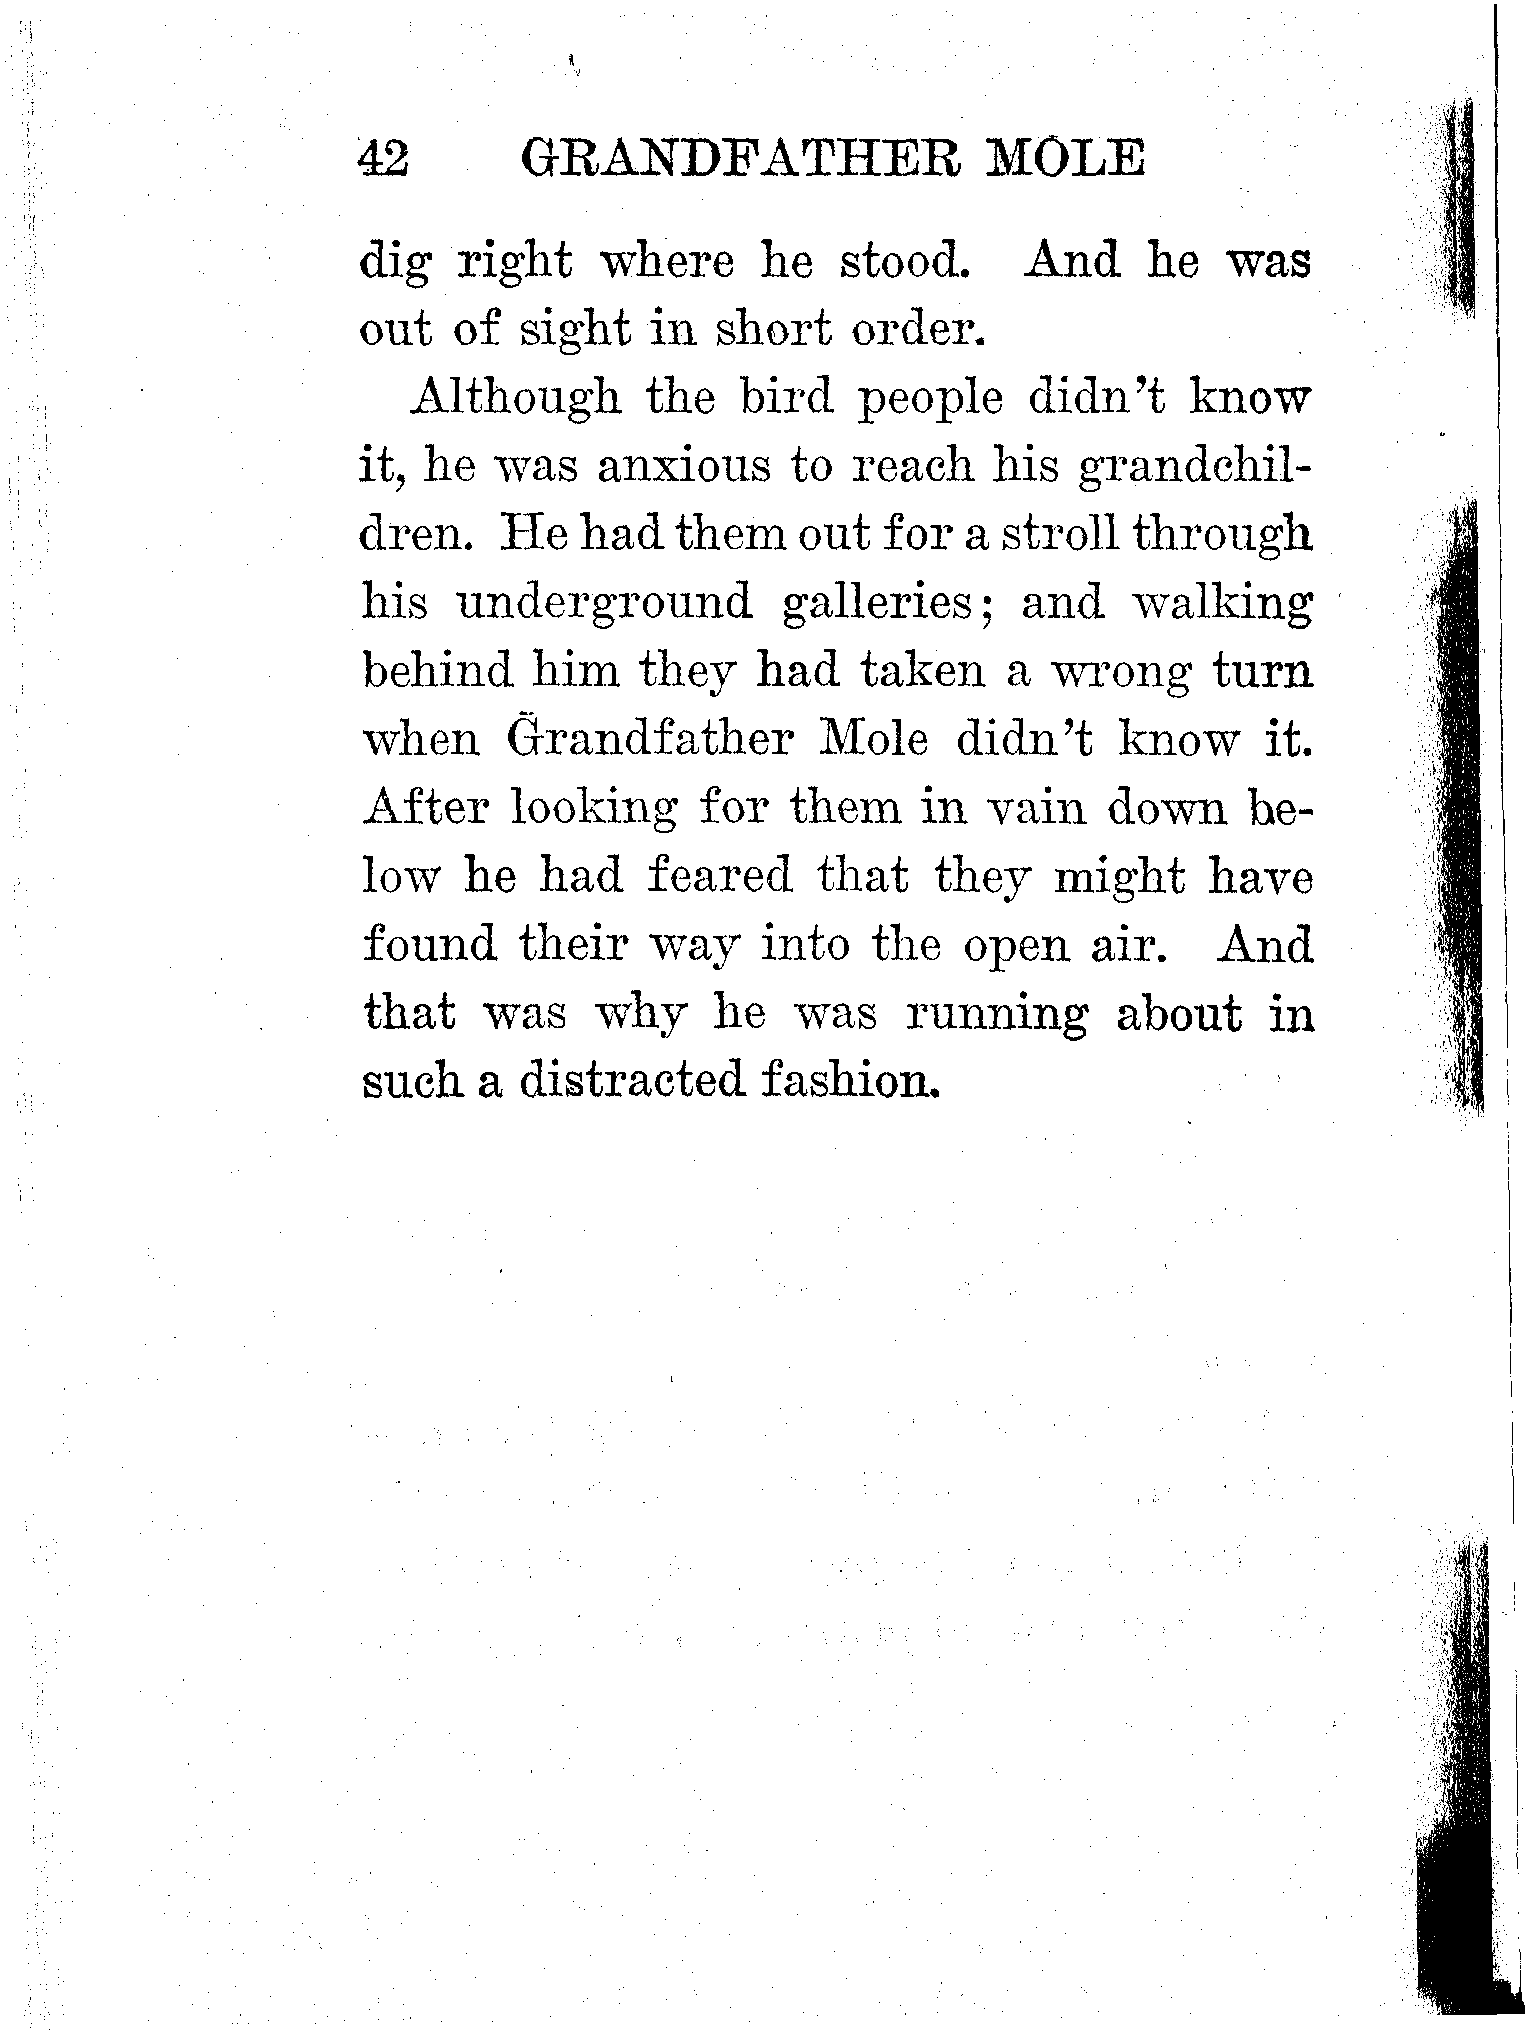 42 GRANDFATHER MOLE
dig right where he stood. And he was
out of sight in short order.
Although the bird people didn't know
it, he was anxious to reach his grandchil-
dren. He had them out for a stroll through
his underground galleries; and walking
behind him they had taken a wrong turn
when Grandfather Mole didn't know it.
After looking for them in vain down be-
low he had feared that they might have
found their way into the open air. And
that was why he was running about in
such a distracted fashion.